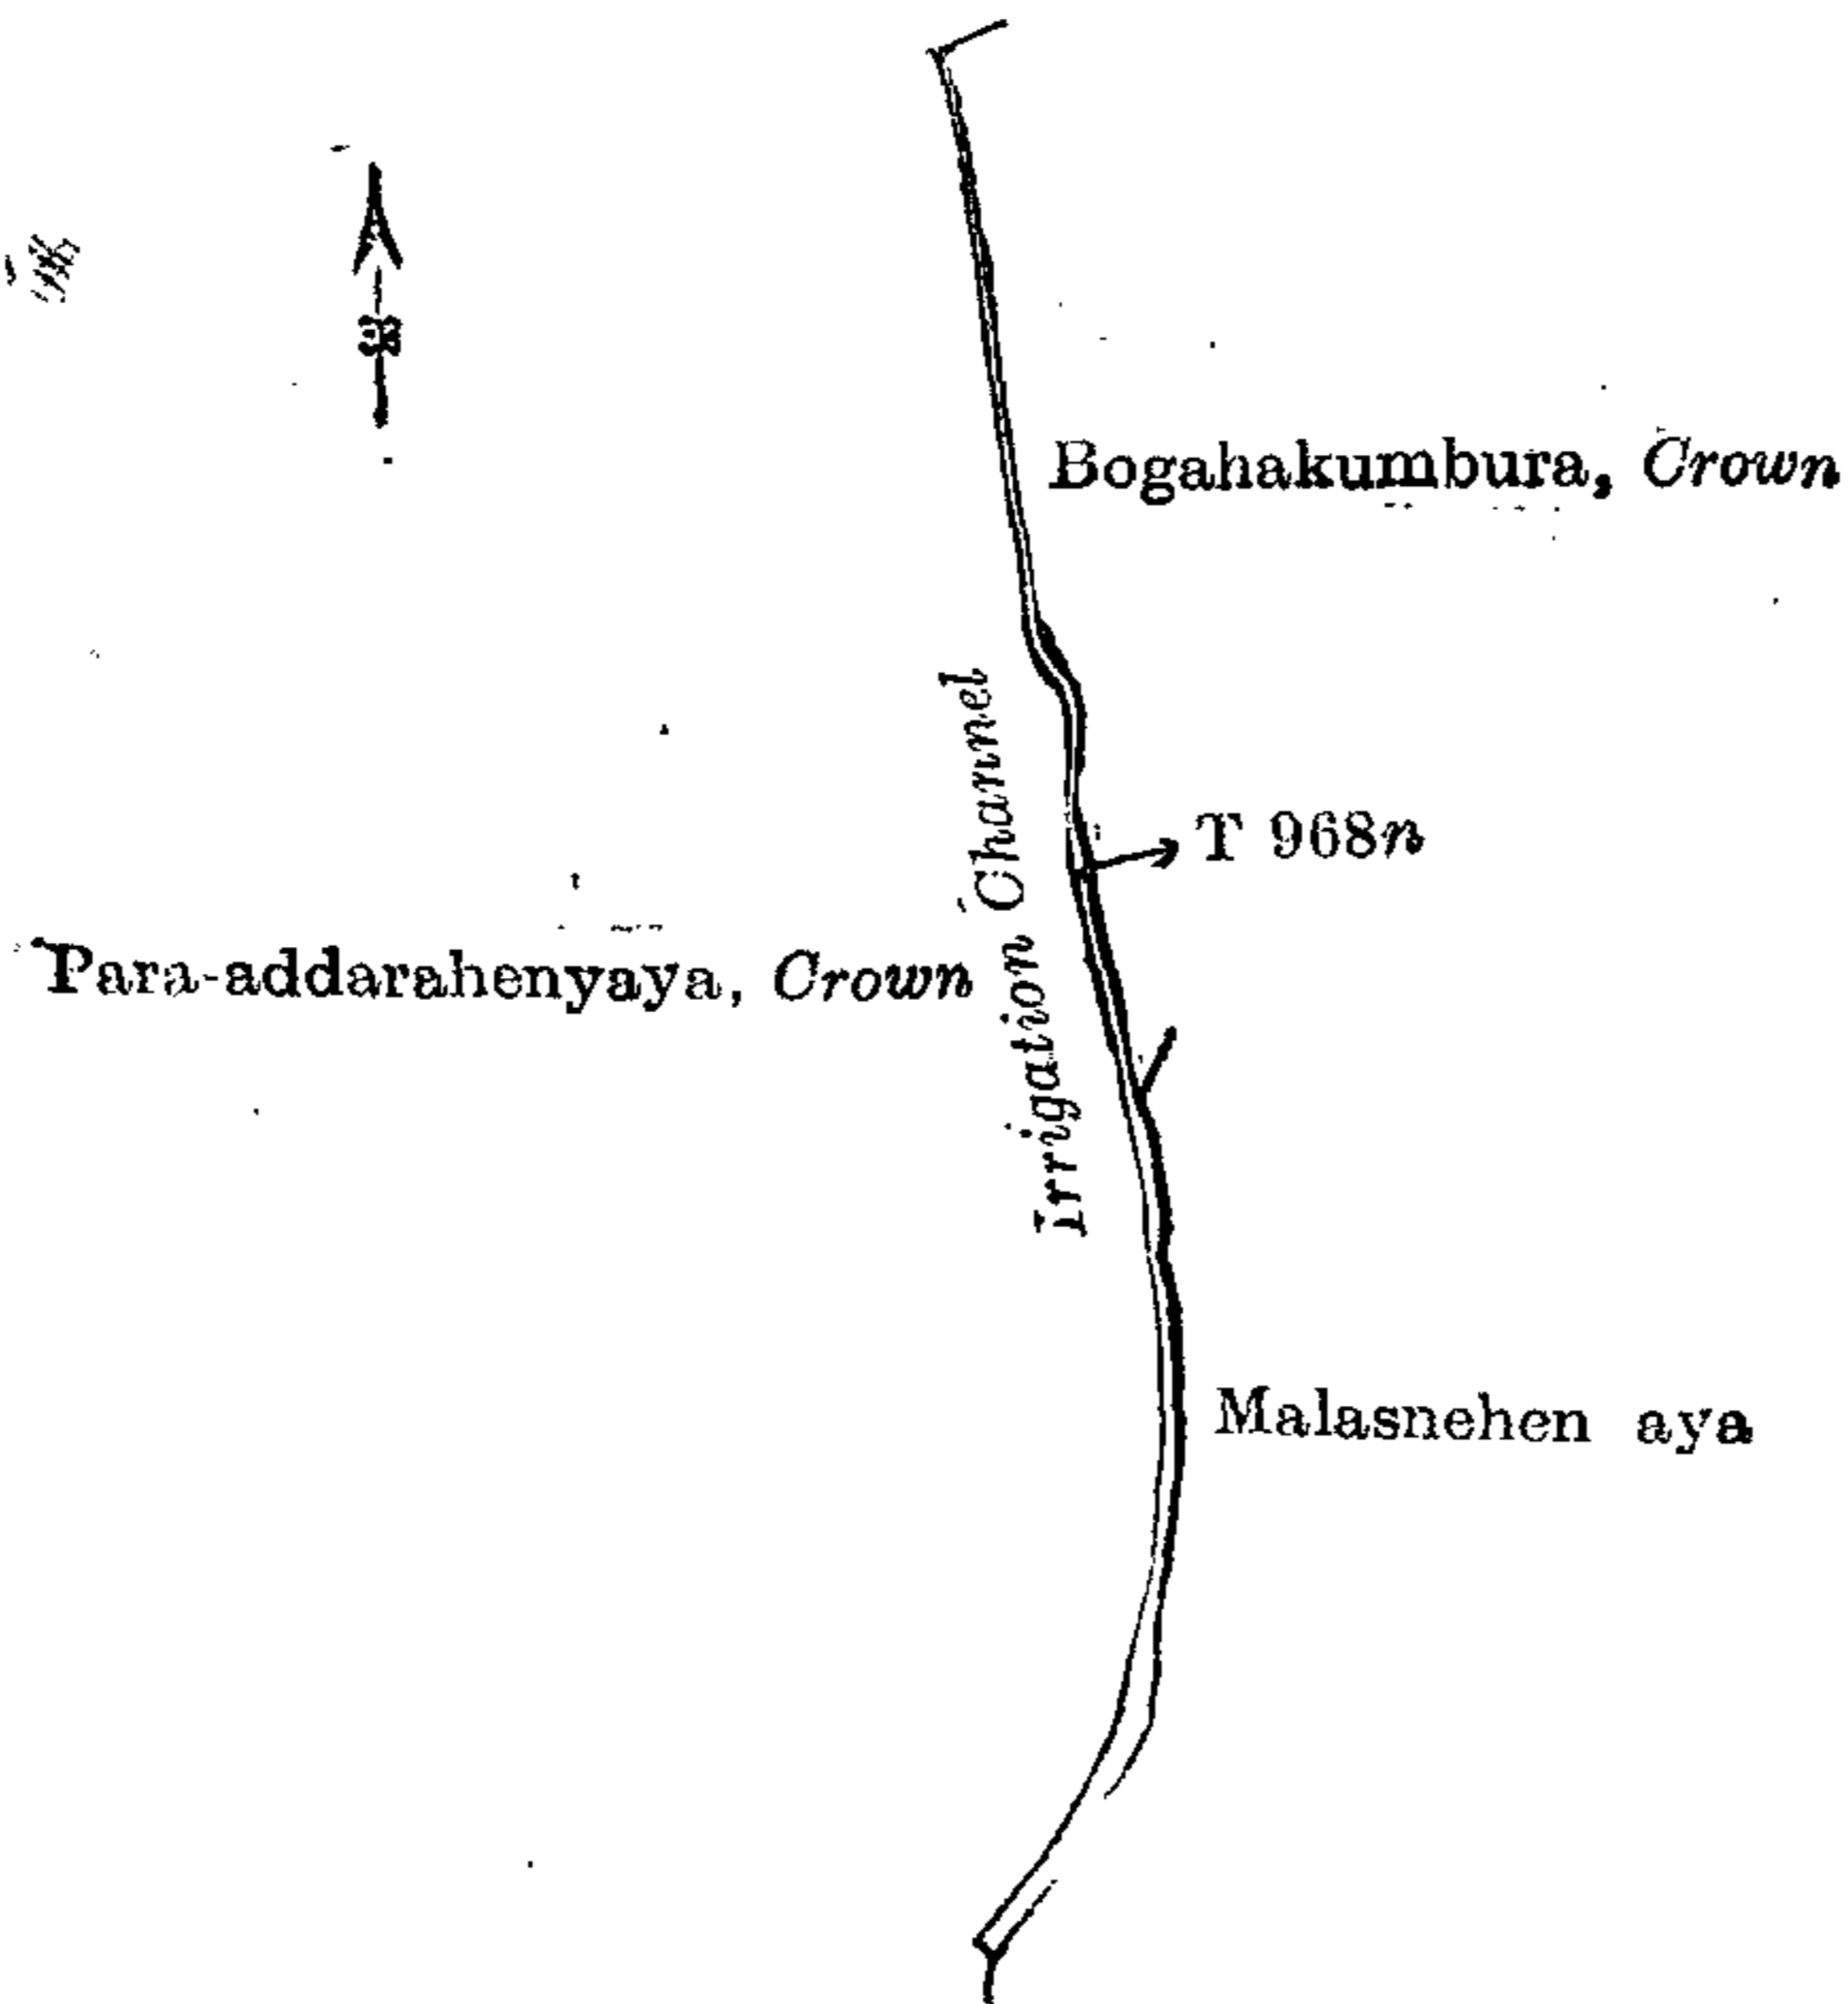 Bogahakumbura, Crown
Irrigation Channel
T 968n
Para-addarahenyaya, Crown
Malasnehen aya